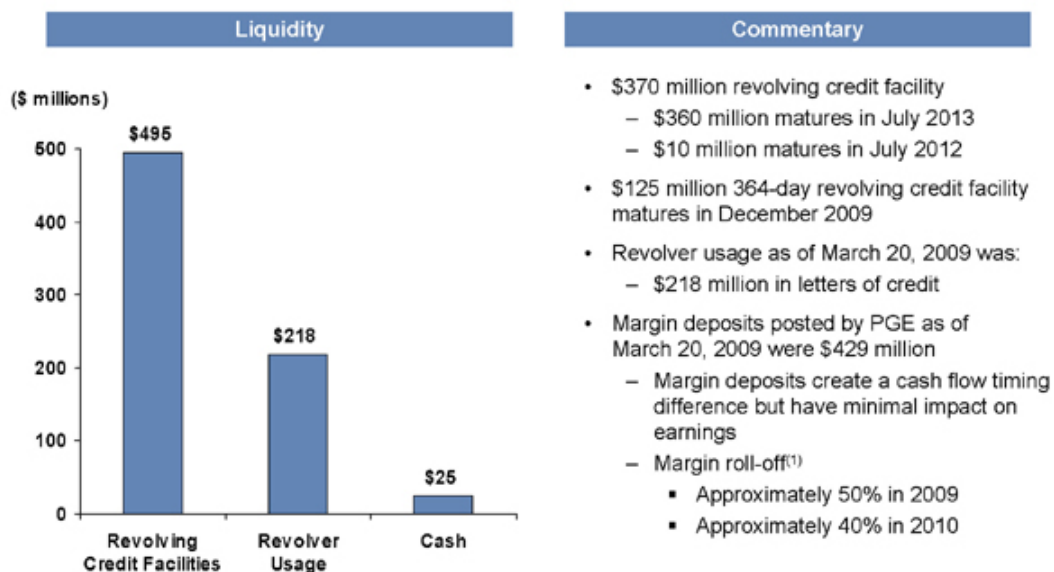 Liquidity
($ millions)
$495
500
400
300
$218
200
100
$25
0
Revolving
Credit Facilities
Revolver
Usage
Cash
Commentary
• $370 million revolving credit facility
– $360 million matures in July 2013
– $10 million matures in July 2012
• $125 million 364-day revolving credit facility
matures in December 2009
• Revolver usage as of March 20, 2009 was:
– $218 million in letters of credit
• Margin deposits posted by PGE as of
March 20, 2009 were $429 million
– Margin deposits create a cash flow timing
difference but have minimal impact on
earnings
– Margin roll-off(1)
▪ Approximately 50% in 2009
▪ Approximately 40% in 2010